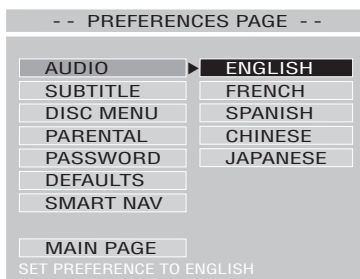 - - PREFERENCES PAGE - -
AUDIO ENGLISH
SUBTITLE FRENCH
DISC MENU SPANISH
PARENTAL CHINESE
PASSWORD JAPANESE
DEFAULTS
SMART NAV
MAIN PAGE
SET PREFERENCE TO ENGLISH